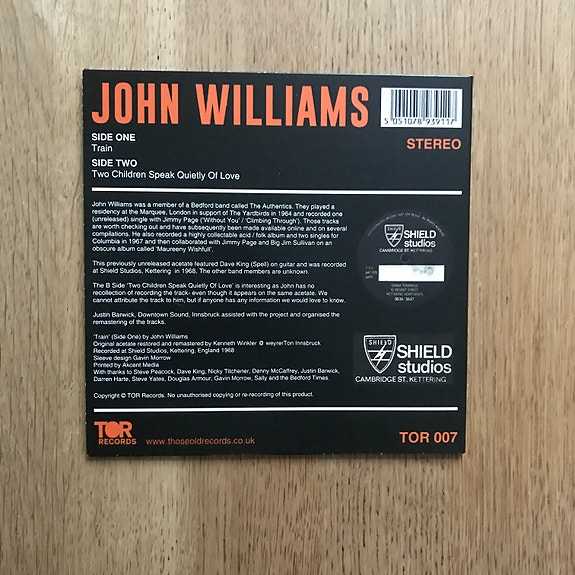 JOHN WILLIAMS
5 051078 939117
STEREO
SIDE ONE
Train
SIDE TWO
Two Children Speak Quietly Of Love
John Williams was a member of a Bedford band called The Authentics. They played a
residency at the Marquee, London in support of The Yardbirds in 1964 and recorded one
(unreleased) single with Jimmy Page ('Without You' / 'Climbing Through'). Those tracks
are worth checking out and have subsequently been made available online and on several
compilations. He also recorded a highly collectable acid / folk album and two singles for
Columbia in 1967 and then collaborated with Jimmy Page and Big Jim Sullivan on an
obscure album called 'Maureeny Wishfull'.
This previously unreleased acetate featured Dave King (Spell) on guitar and was recorded
at Shield Studios, Kettering in 1968. The other band members are unknown.
The B Side 'Two Children Speak Quietly Of Love' is interesting as John has no
recollection of recording the track- even though it appears on the same acetate. We
cannot attribute the track to him, but if anyone has any information we would love to know.
Justin Barwick, Downtown Sound, Innsbruck assisted with the project and organised the
remastering of the tracks.
'Train' (Side One) by John Williams
Original acetate restored and remastered by Kenneth Winkler @ weyrerTon Innsbruck
Recorded at Shield Studios, Kettering, England 1968
Sleeve design Gavin Morrow
Printed by Ascent Media
With thanks to Steve Peacock, Dave King, Nicky Titchener, Denny McCaffrey, Justin Barwick,
Darren Harte, Steve Yates, Douglas Armour, Gavin Morrow, Sally and the Bedford Times.
Copyright © TOR Records. No unauthorised copying or re-recording of this product.
SHIELD
SHIELD
studios
CAMBRIDGE ST. KETTERING
TITLE
ARTISTE
DATE
SHIELD
SHIELD
studios
CAMBRIDGE ST, KETTERING.
TOR
RECORDS
www.thoseoldrecords.co.uk
TOR 007